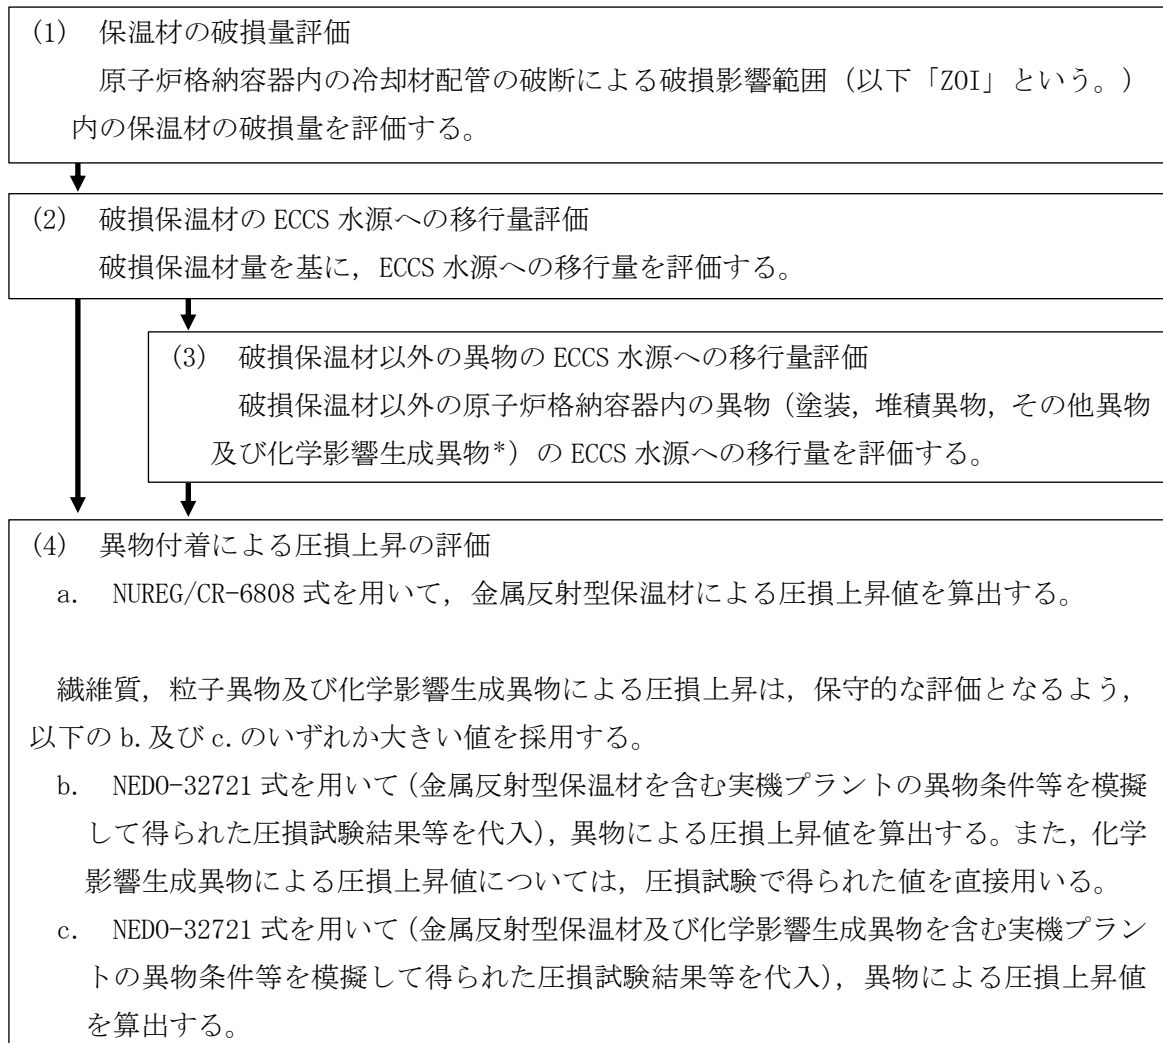 (1) 保温材の破損量評価
原子炉格納容器内の冷却材配管の破断による破損影響範囲（以下「ZOI」という。）
内の保温材の破損量を評価する。
(2) 破損保温材の ECCS 水源への移行量評価
破損保温材量を基に，ECCS 水源への移行量を評価する。
(3) 破損保温材以外の異物の ECCS 水源への移行量評価
破損保温材以外の原子炉格納容器内の異物（塗装，堆積異物，その他異物
及び化学影響生成異物*）の ECCS 水源への移行量を評価する。
(4) 異物付着による圧損上昇の評価
a. NUREG/CR-6808 式を用いて，金属反射型保温材による圧損上昇値を算出する。
繊維質，粒子異物及び化学影響生成異物による圧損上昇は，保守的な評価となるよう，
以下の b.及び c.のいずれか大きい値を採用する。
b. NEDO-32721 式を用いて（金属反射型保温材を含む実機プラントの異物条件等を模擬
して得られた圧損試験結果等を代入），異物による圧損上昇値を算出する。また，化学
影響生成異物による圧損上昇値については，圧損試験で得られた値を直接用いる。
c. NEDO-32721 式を用いて（金属反射型保温材及び化学影響生成異物を含む実機プラン
トの異物条件等を模擬して得られた圧損試験結果等を代入），異物による圧損上昇値
を算出する。